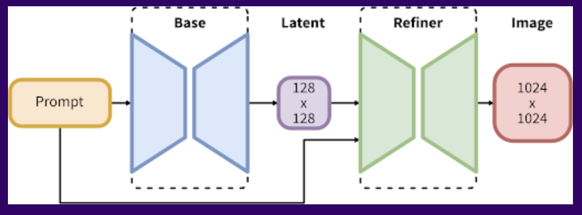 Base
Latent
Refiner
Image
Prompt
128
x
128
1024
x
1024